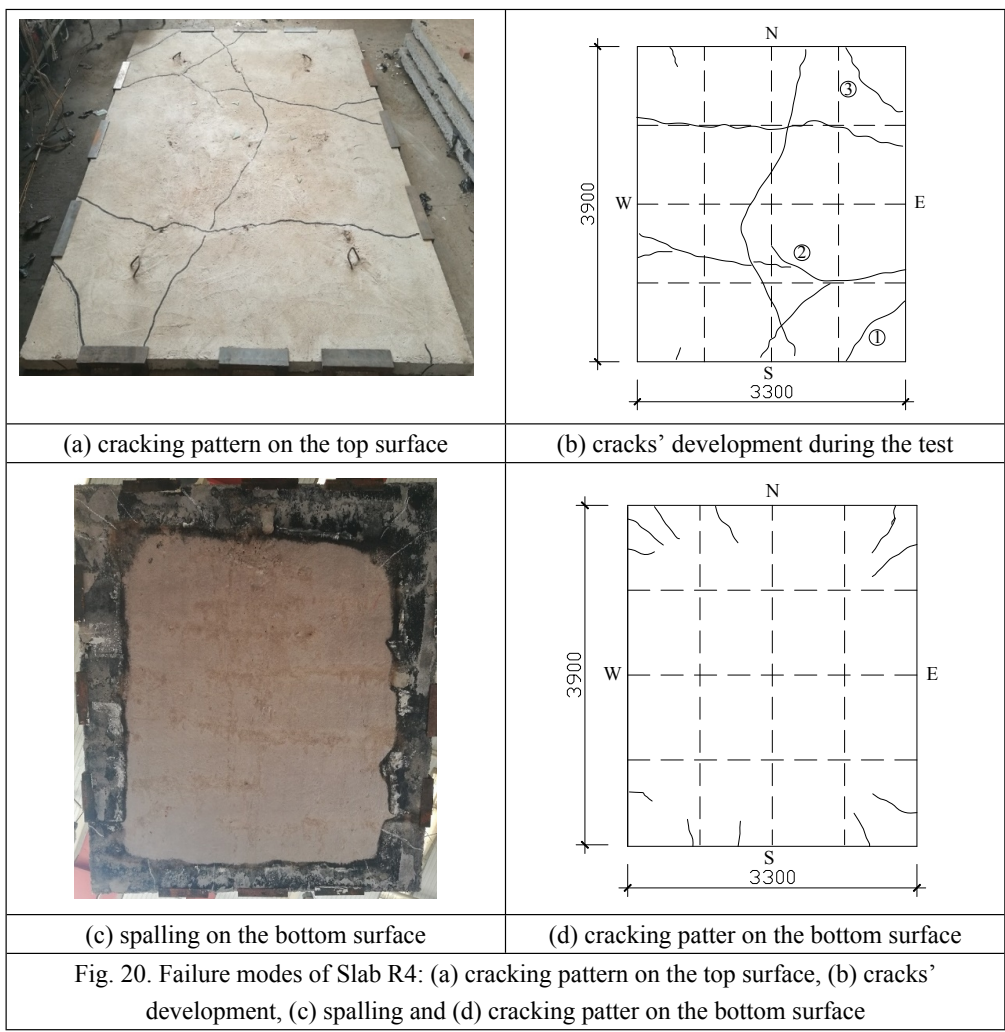 N
③
W
E
3900
②
①
S
3300
(a) cracking pattern on the top surface
(b) cracks’ development during the test
N
W
E
3900
S
3300
(c) spalling on the bottom surface
(d) cracking patter on the bottom surface
Fig. 20. Failure modes of Slab R4: (a) cracking pattern on the top surface, (b) cracks’
development, (c) spalling and (d) cracking patter on the bottom surface